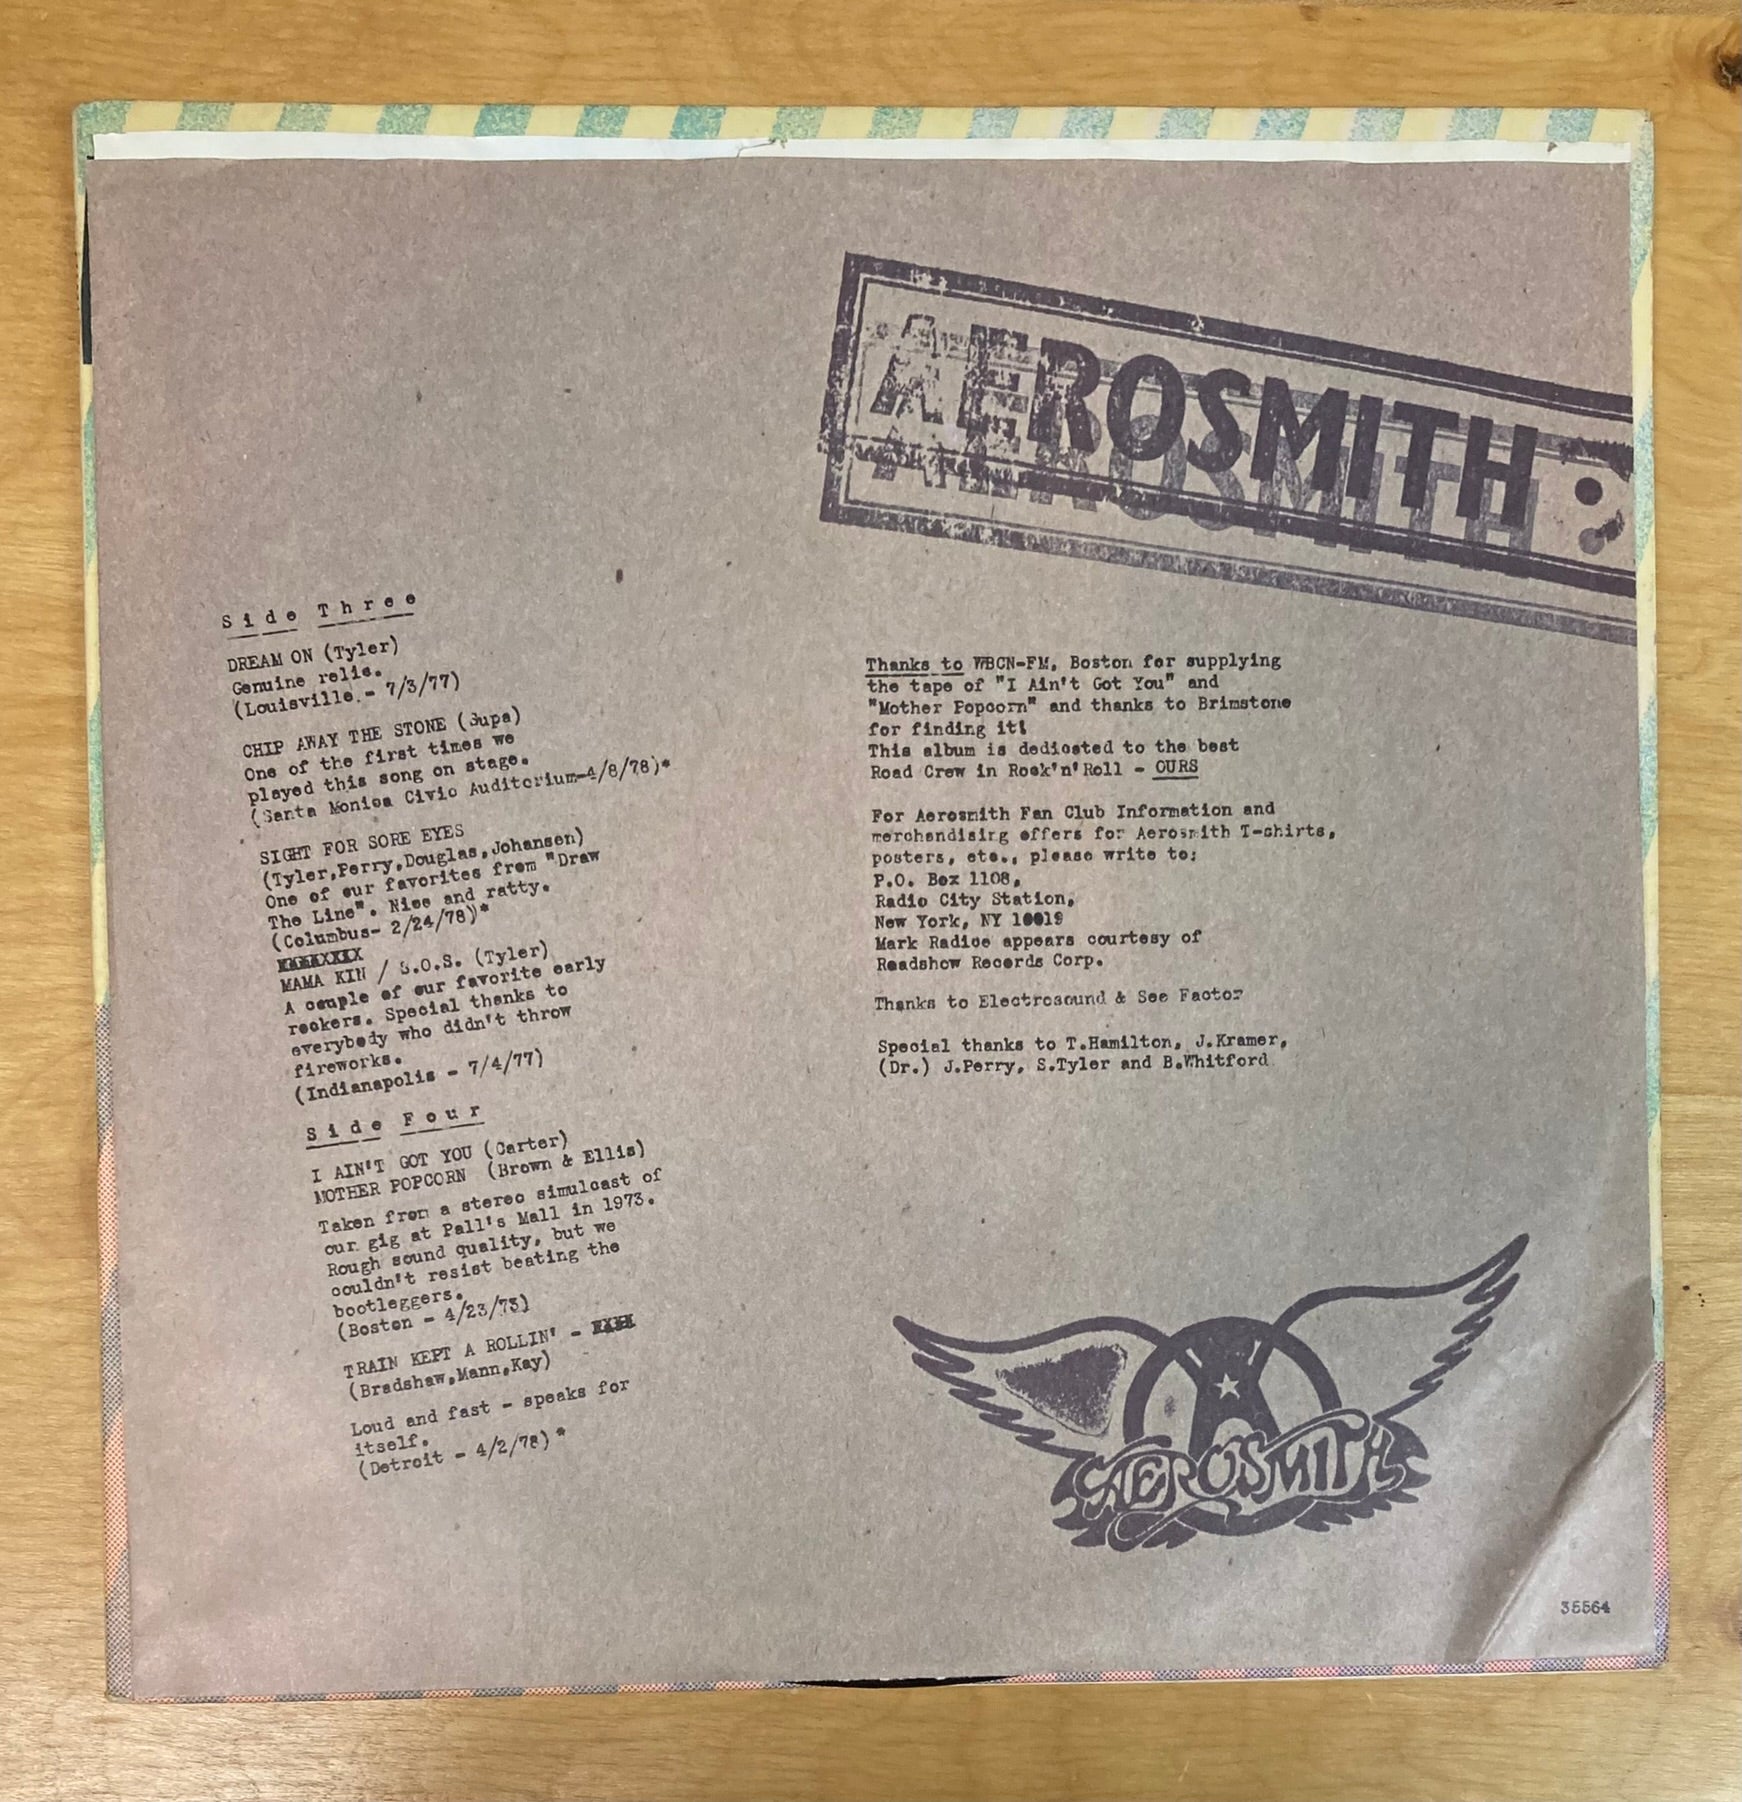 Side Three
DREAM ON (Tyler)
Genuine relic.
(Louisville.- 7/3/77)
CHIP AWAY THE STONE (Supa)
One of the first times we
played this song on stage.
(Santa Monica Civic Auditorium-4/8/78)*
SIGHT FOR SORE EYES
(Tyler,Perry,Douglas,Johansen)
One of our favorites from "Draw
The Line". Nice and ratty.
(Columbus- 2/24/78)*
MAMA KIN / S.O.S. (Tyler)
A couple of our favorite early
rockers. Special thanks to
everybody who didn't throw
fireworks.
(Indianapolis - 7/4/77)
Side Four
I AIN'T GOT YOU (Carter)
MOTHER POPCORN (Brown & Ellis)
Taken from a stereo simulcast of
our gig at Pall's Mall in 1973.
Rough sound quality, but we
couldn't resist beating the
bootleggers.
(Boston - 4/23/73)
TRAIN KEPT A ROLLIN' -
(Bradshaw,Mann,Kay)
Loud and fast - speaks for
itself.
(Detroit - 4/2/78)*
AEROSMITH
AEROSMITH
Thanks to WBCN-FM, Boston for supplying
the tape of "I Ain't Got You" and
"Mother Popcorn" and thanks to Brimstone
for finding it!
This album is dedicated to the best
Road Crew in Rock'n'Roll - OURS
For Aerosmith Fan Club Information and
merchandising offers for Aerosmith T-shirts,
posters, etc., please write to;
P.O. Box 1108,
Radio City Station,
New York, NY 10019
Mark Radice appears courtesy of
Roadshow Records Corp.
Thanks to Electrosound & See Factor
Special thanks to T.Hamilton, J.Kramer,
(Dr.) J.Perry, S.Tyler and B.Whitford
A
AEROSMITH
35564